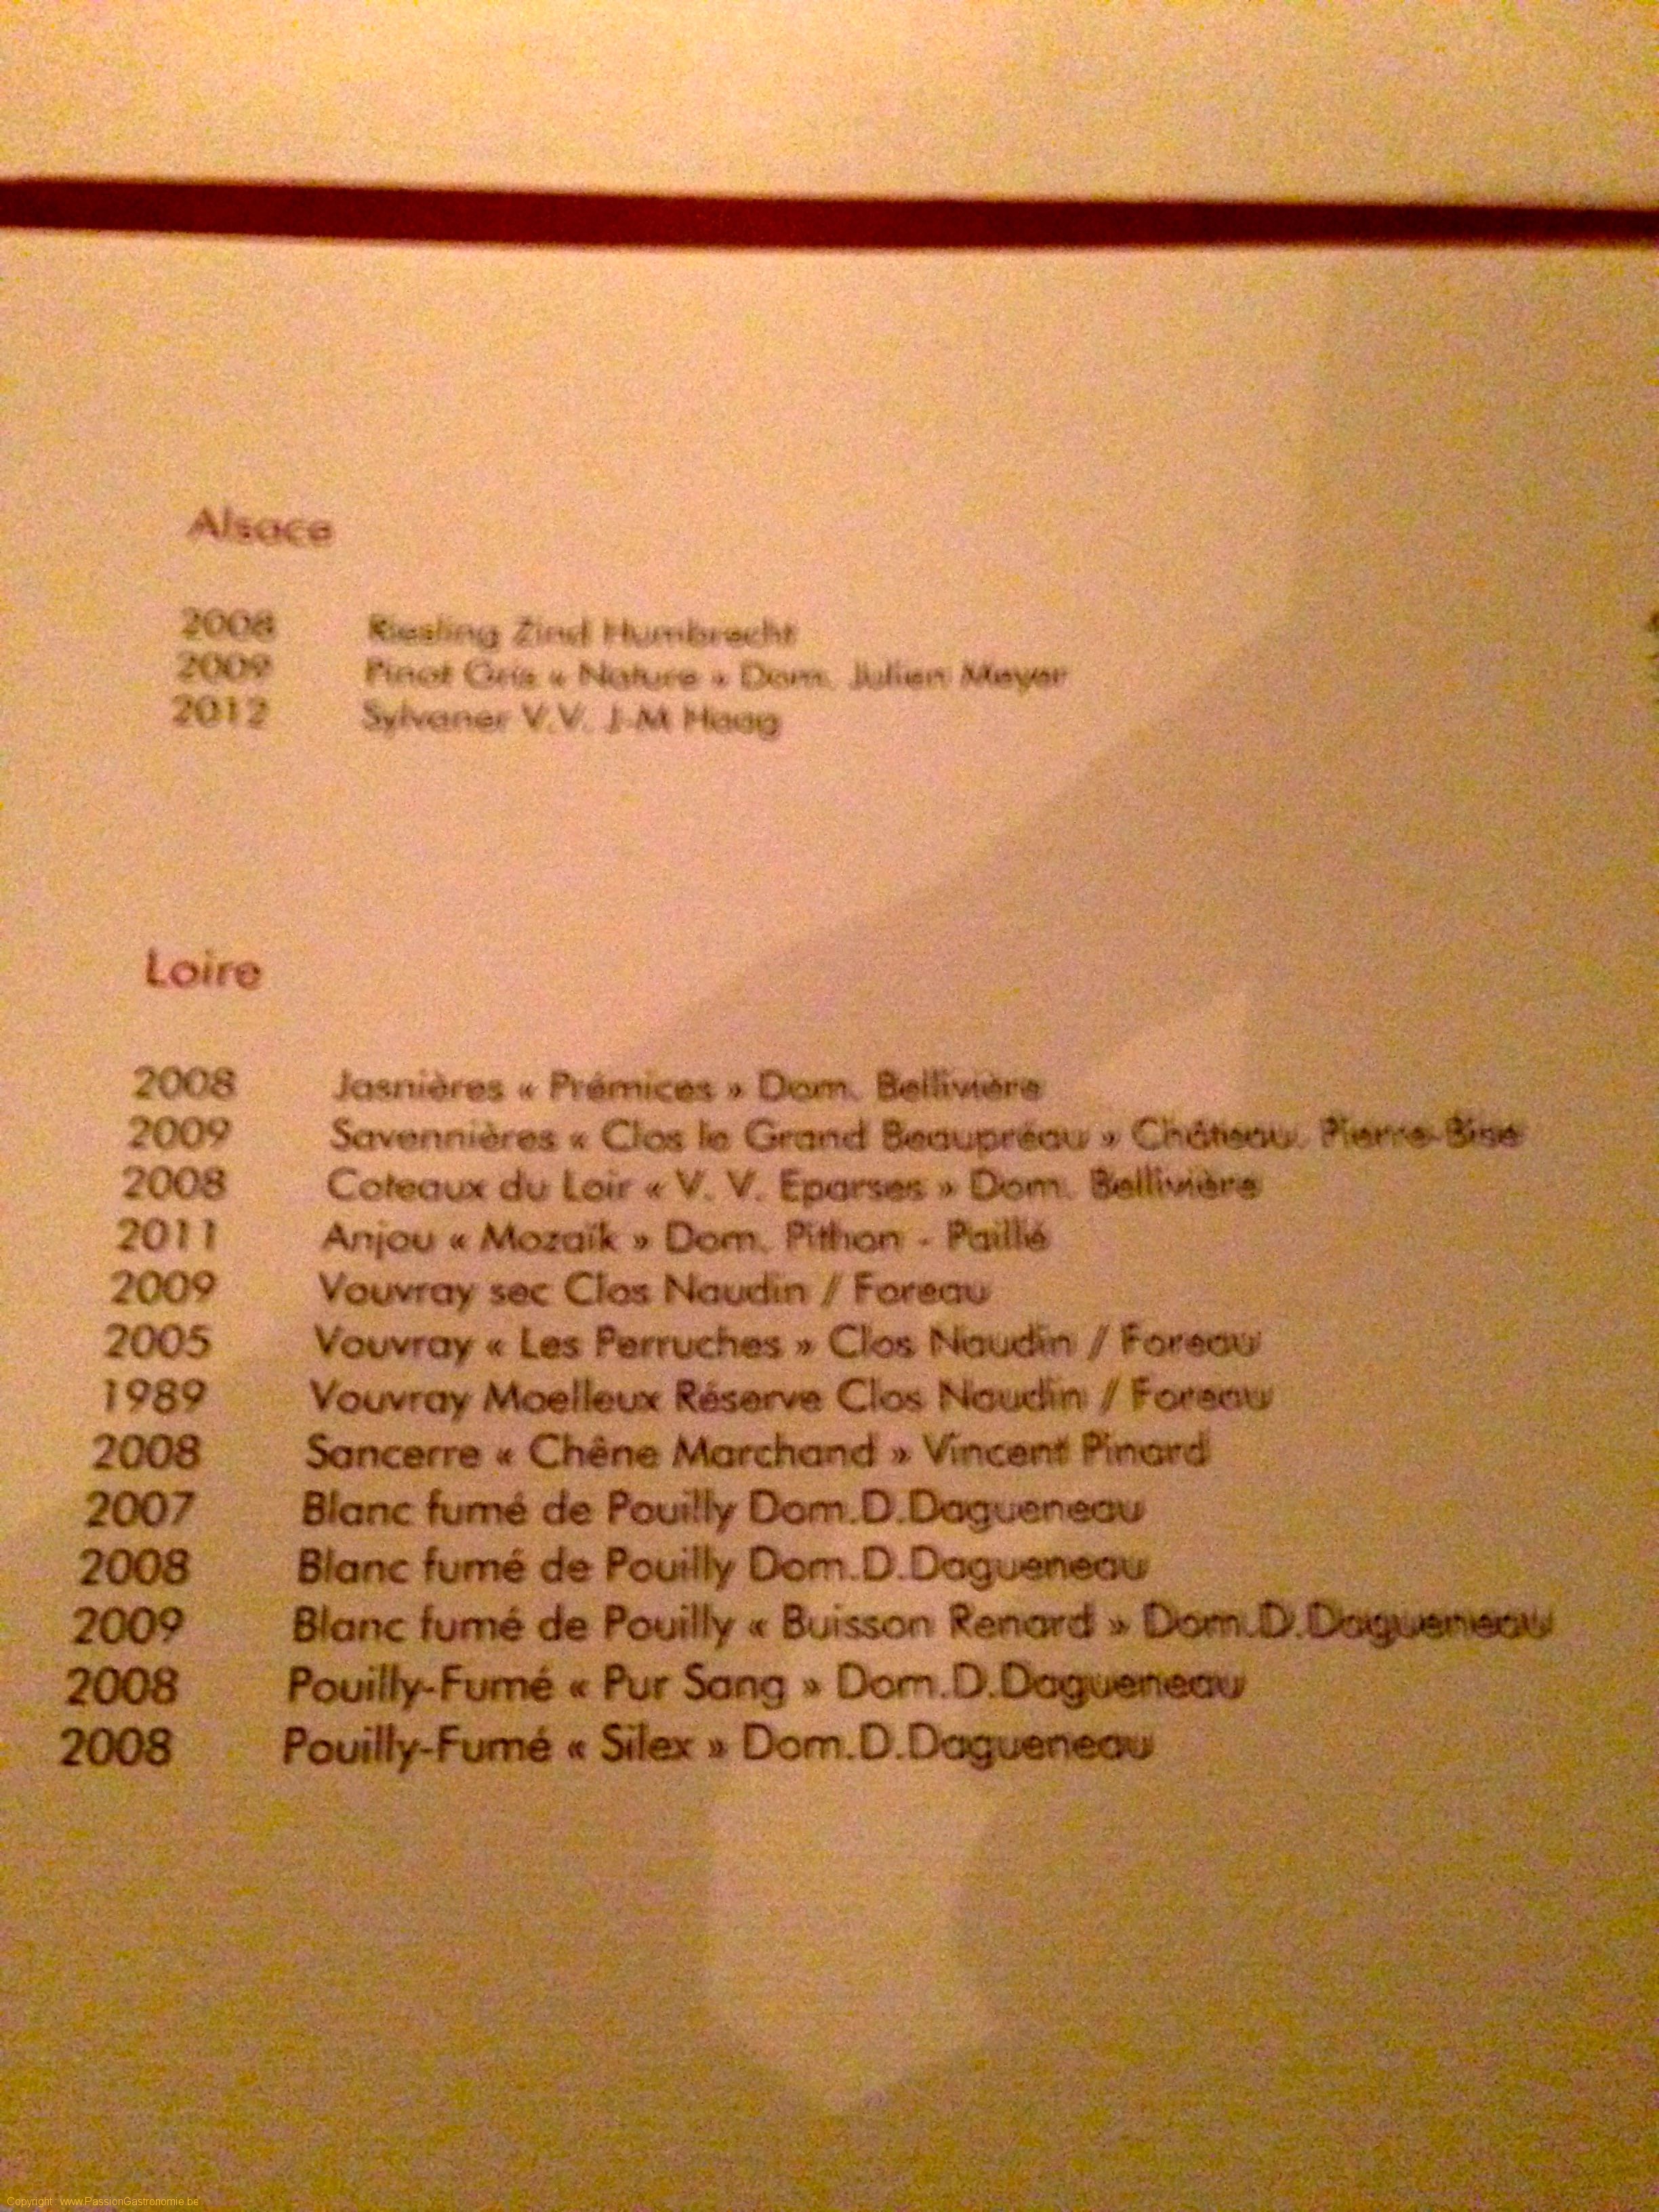 Alsace
2008 Riesling Zind Humbrecht
2009 Pinot Gris « Nature » Dom. Julien Meyer
2012 Sylvaner V.V. J-M Haag
Loire
2008 Jasnières « Prémices » Dom. Bellivière
2009 Savennières « Clos le Grand Beaupréau » Château. Pierre-Bise
2008 Coteaux du Loir « V. V. Eparses » Dom. Bellivière
2011 Anjou « Mozaïk » Dom. Pithon - Paillé
2009 Vouvray sec Clos Naudin / Foreau
2005 Vouvray « Les Perruches » Clos Naudin / Foreau
1989 Vouvray Moelleux Réserve Clos Naudin / Foreau
2008 Sancerre « Chêne Marchand » Vincent Pinard
2007 Blanc fumé de Pouilly Dom.D.Dagueneau
2008 Blanc fumé de Pouilly Dom.D.Dagueneau
2009 Blanc fumé de Pouilly « Buisson Renard » Dom.D.Dagueneau
2008 Pouilly-Fumé « Pur Sang » Dom.D.Dagueneau
2008 Pouilly-Fumé « Silex » Dom.D.Dagueneau
Copyright : www.PassionGastronomie.be